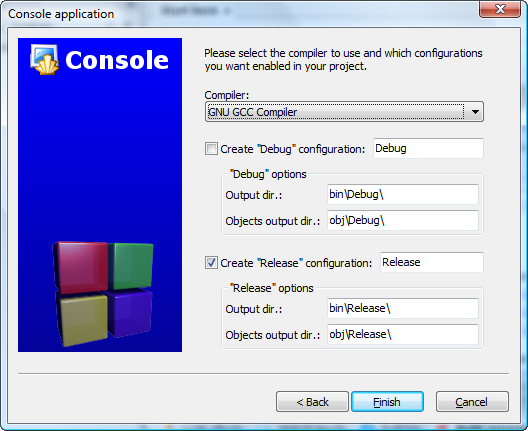 Console application
Console
Please select the compiler to use and which configurations
you want enabled in your project.
Compiler:
GNU GCC Compiler
Create "Debug" configuration: Debug
"Debug" options
Output dir.: bin\Debug\
Objects output dir.: obj\Debug\
Create "Release" configuration: Release
"Release" options
Output dir.: bin\Release\
Objects output dir.: obj\Release\
< Back Finish Cancel